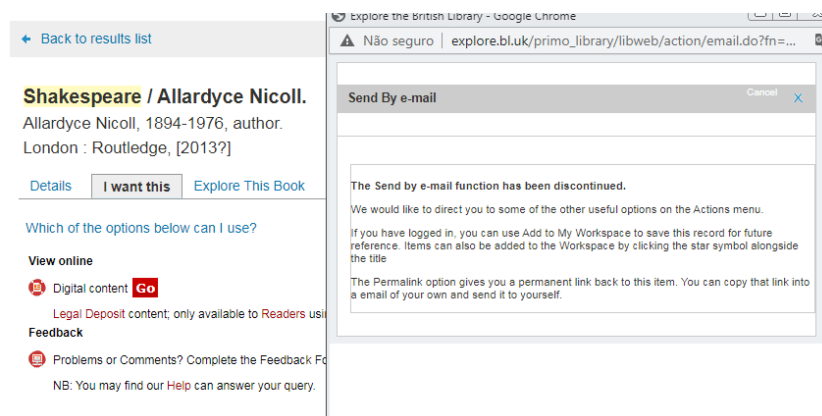 Back to results list
Shakespeare / Allardyce Nicoll.
Allardyce Nicoll, 1894-1976, author.
London : Routledge, [2013?]
Details
I want this
Explore This Book
Which of the options below can I use?
View online
Digital content Go
Legal Deposit content; only available to Readers
Feedback
Problems or Comments? Complete the Feedback
NB: You may find our Help can answer your query.
Explore the British Library - Google Chrome
Não seguro | explore.bl.uk/primo_library/libweb/action/email.do?fn=...
Send By e-mail
Cancel X
The Send by e-mail function has been discontinued.
We would like to direct you to some of the other useful options on the Actions menu.
If you have logged in, you can use Add to My Workspace to save this record for future
reference. Items can also be added to the Workspace by clicking the star symbol alongside
the title
The Permalink option gives you a permanent link back to this item. You can copy that link into
a email of your own and send it to yourself.